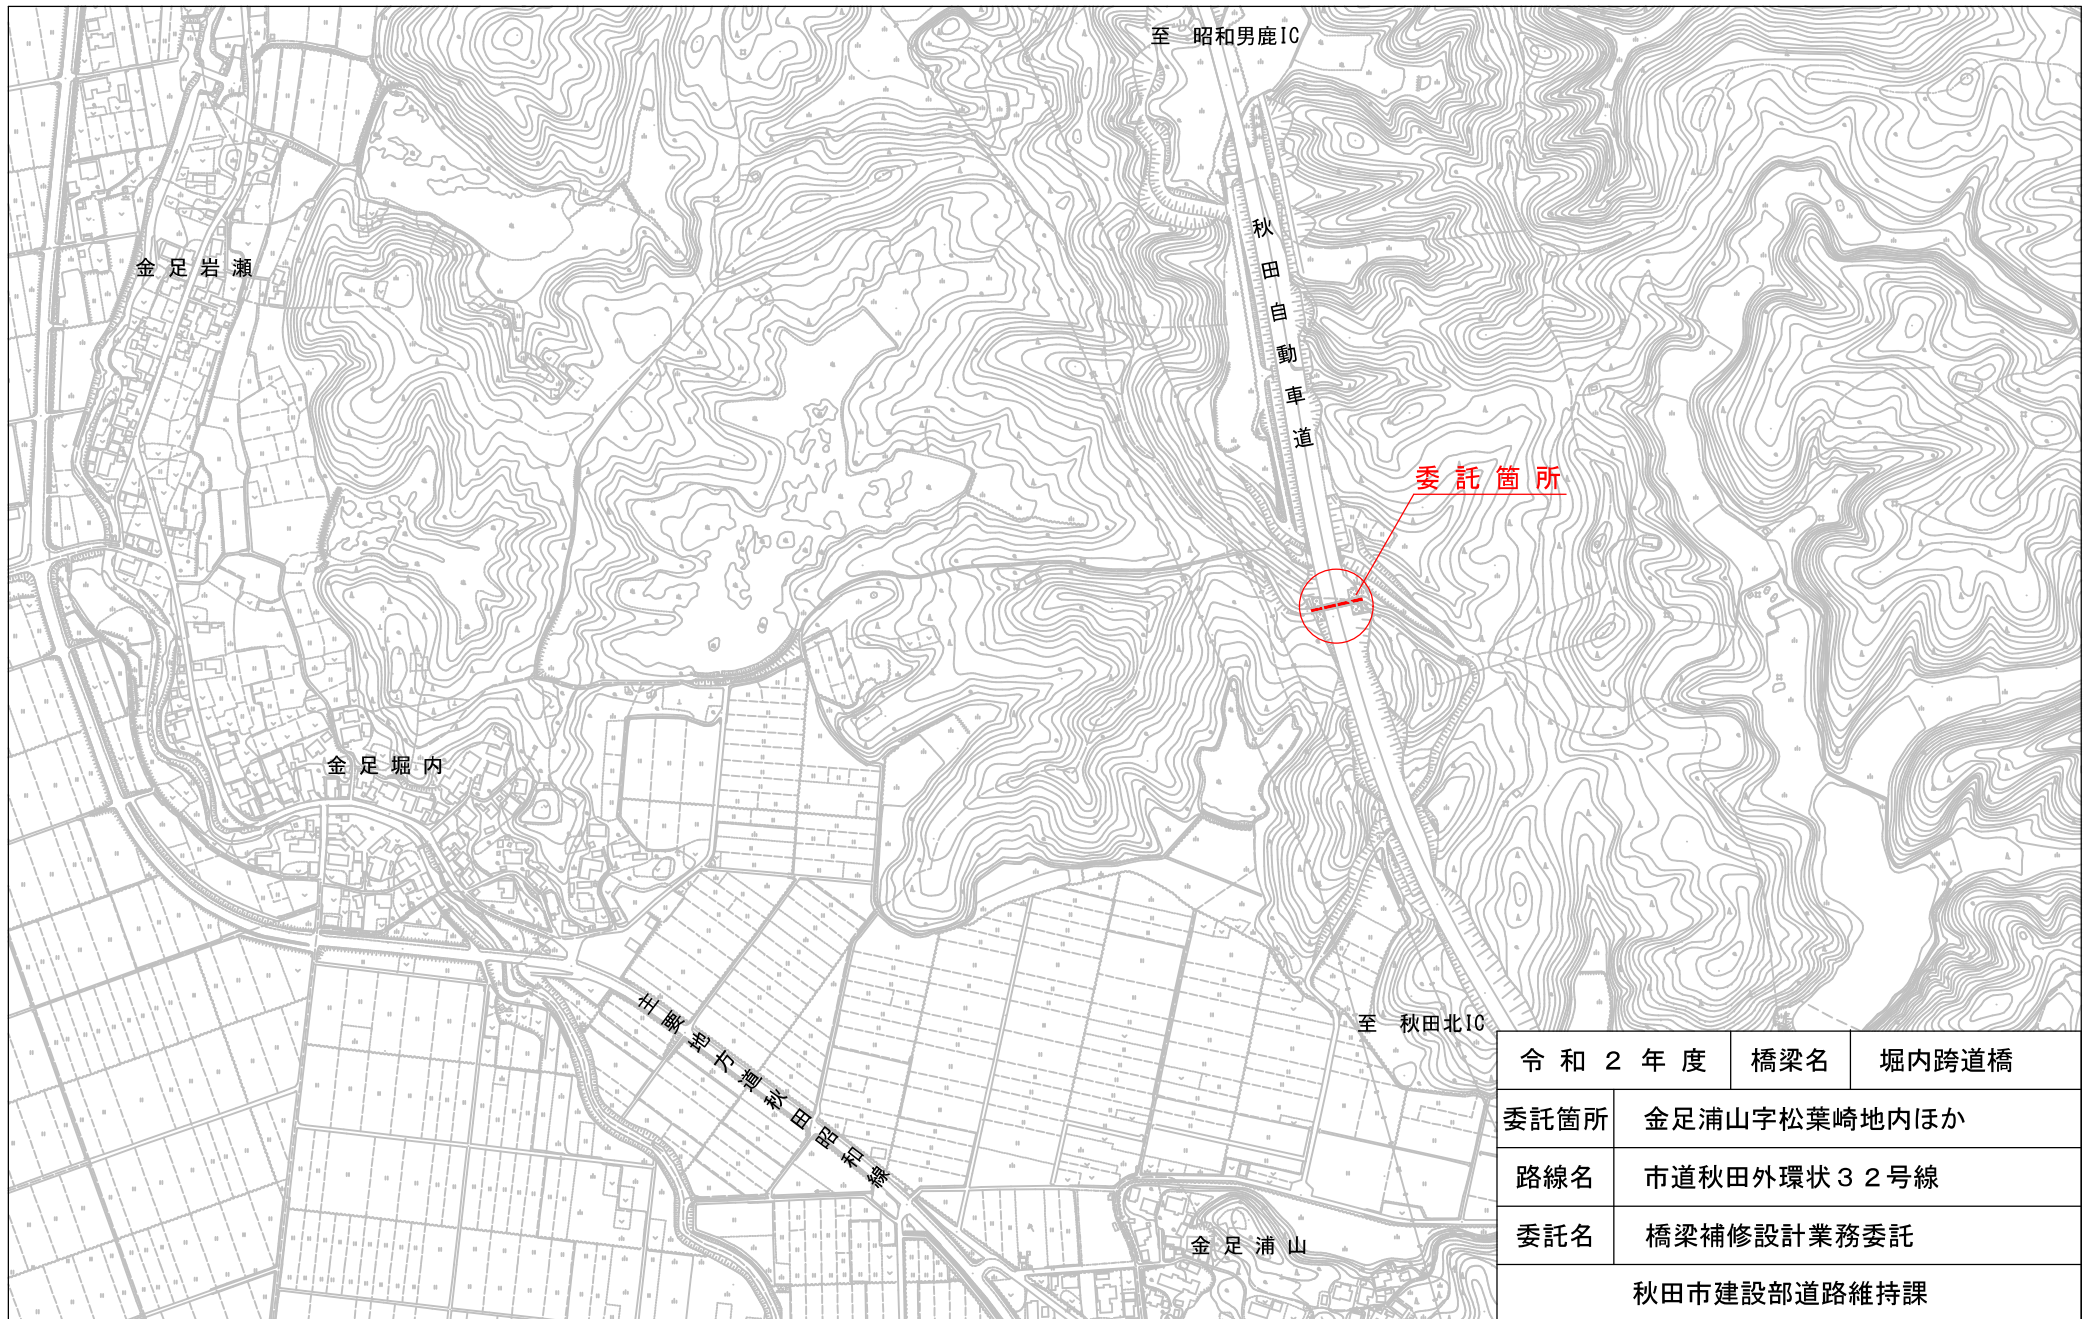 至 昭和男鹿IC
金足岩瀬
秋田自動車道
委託箇所
金足堀内
主要地方道秋田昭和線
至 秋田北IC
金足浦山
令和２年度 橋梁名 堀内跨道橋
委託箇所 金足浦山字松葉崎地内ほか
路線名 市道秋田外環状３２号線
委託名 橋梁補修設計業務委託
秋田市建設部道路維持課